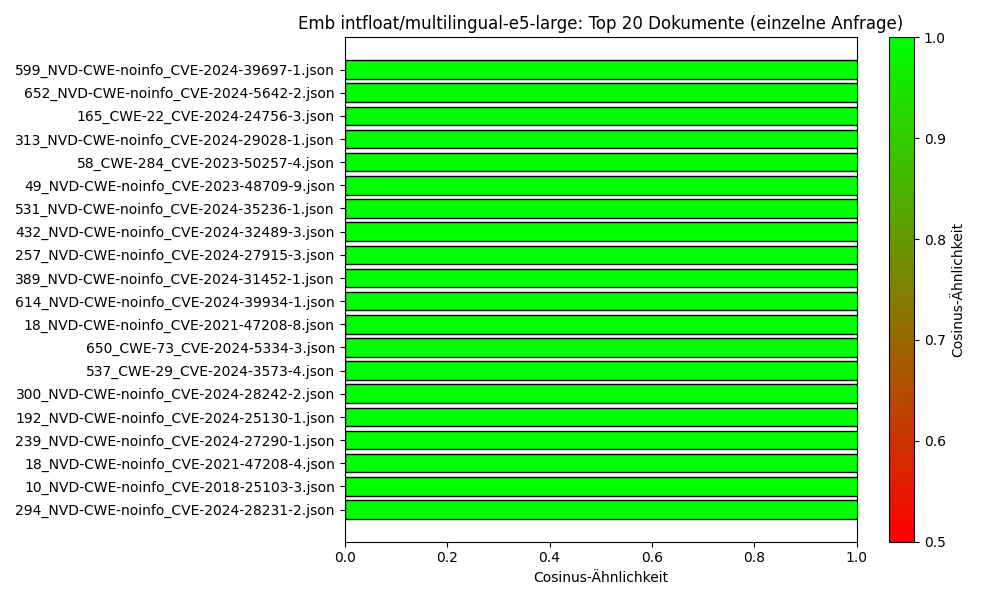 Emb intfloat/multilingual-e5-large: Top 20 Dokumente (einzelne Anfrage)
599_NVD-CWE-noinfo_CVE-2024-39697-1.json
652_NVD-CWE-noinfo_CVE-2024-5642-2.json
165_CWE-22_CVE-2024-24756-3.json
313_NVD-CWE-noinfo_CVE-2024-29028-1.json
58_CWE-284_CVE-2023-50257-4.json
49_NVD-CWE-noinfo_CVE-2023-48709-9.json
531_NVD-CWE-noinfo_CVE-2024-35236-1.json
432_NVD-CWE-noinfo_CVE-2024-32489-3.json
257_NVD-CWE-noinfo_CVE-2024-27915-3.json
389_NVD-CWE-noinfo_CVE-2024-31452-1.json
614_NVD-CWE-noinfo_CVE-2024-39934-1.json
18_NVD-CWE-noinfo_CVE-2021-47208-8.json
650_CWE-73_CVE-2024-5334-3.json
537_CWE-29_CVE-2024-3573-4.json
300_NVD-CWE-noinfo_CVE-2024-28242-2.json
192_NVD-CWE-noinfo_CVE-2024-25130-1.json
239_NVD-CWE-noinfo_CVE-2024-27290-1.json
18_NVD-CWE-noinfo_CVE-2021-47208-4.json
10_NVD-CWE-noinfo_CVE-2018-25103-3.json
294_NVD-CWE-noinfo_CVE-2024-28231-2.json
0.0 0.2 0.4 0.6 0.8 1.0
Cosinus-Ähnlichkeit
1.0
0.9
0.8
0.7
0.6
0.5
Cosinus-Ähnlichkeit